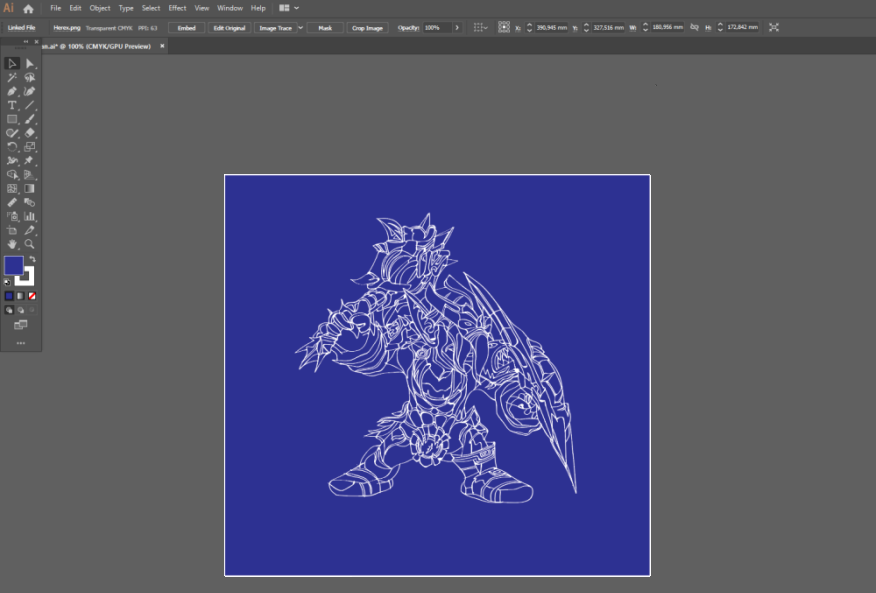 Ai File Edit Object Type Select Effect View Window Help
Linked File Heres.png Transparent CMYK PPI: 63 Embed Edit Original Image Trace Mask Crop Image Opacity: 100% X: 390,945 mm Y: 327,516 mm W: 180,956 mm H: 172,842 mm
an.ai* @ 100% (CMYK/GPU Preview) ×